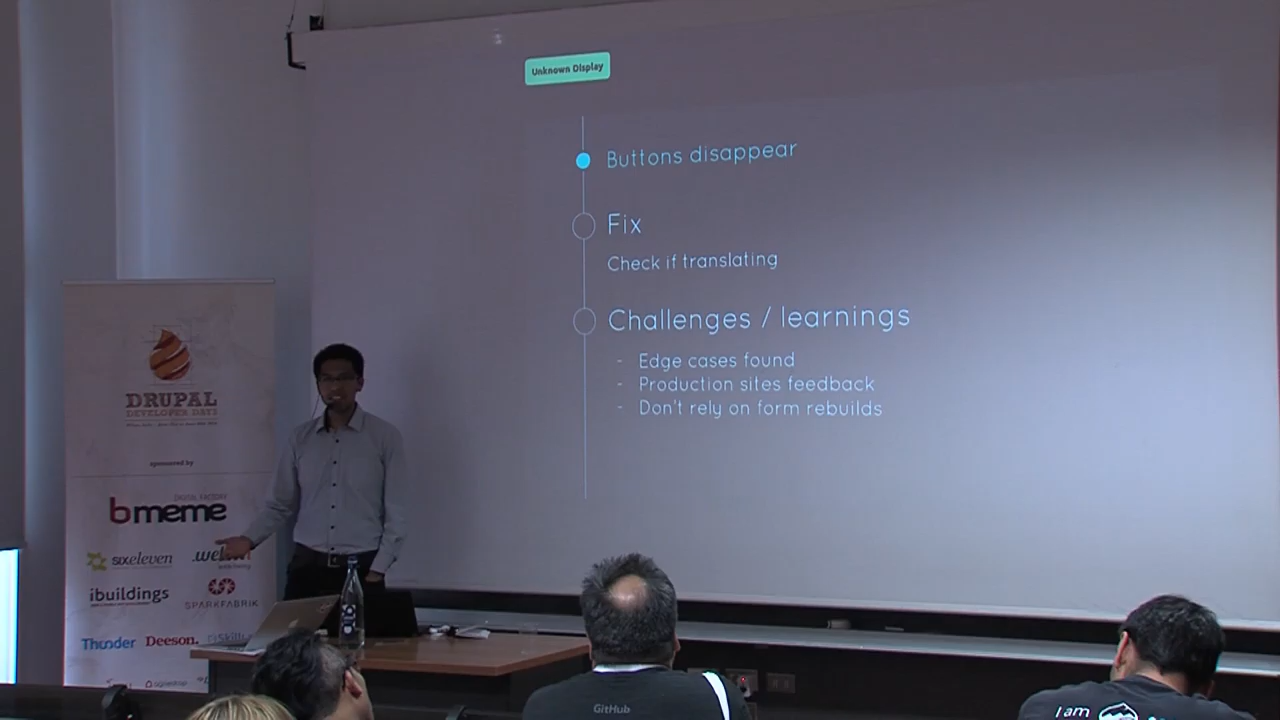 Unknown Display
Buttons disappear
Fix
Check if translating
Challenges / learnings
- Edge cases found
- Production sites feedback
- Don't rely on form rebuilds
DRUPAL
DEVELOPER DAYS
sponsored by
DIGITAL FACTORY
bmeme
sixeleven
ibuildings
SPARKFABRIK
Thunder
Deeson.
GitHub
I am